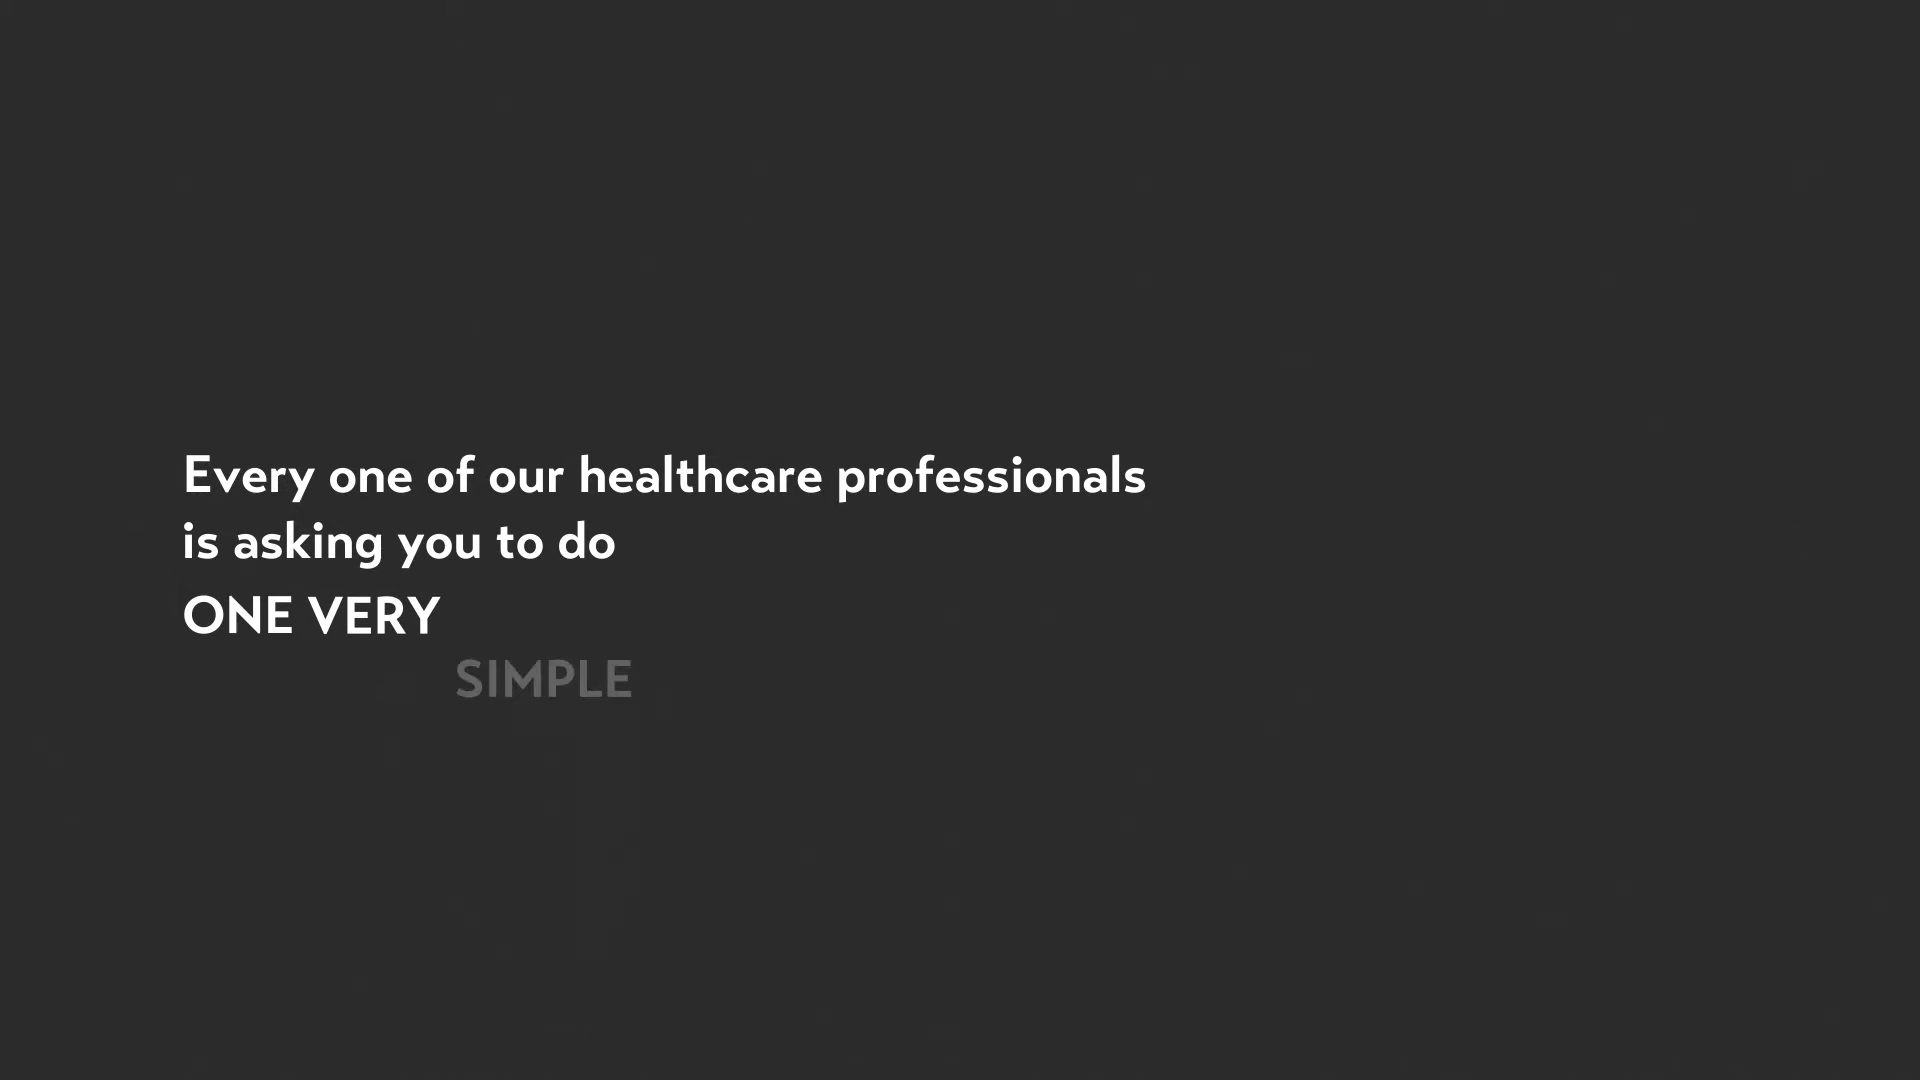 Every one of our healthcare professionals
is asking you to do
ONE VERY
SIMPLE